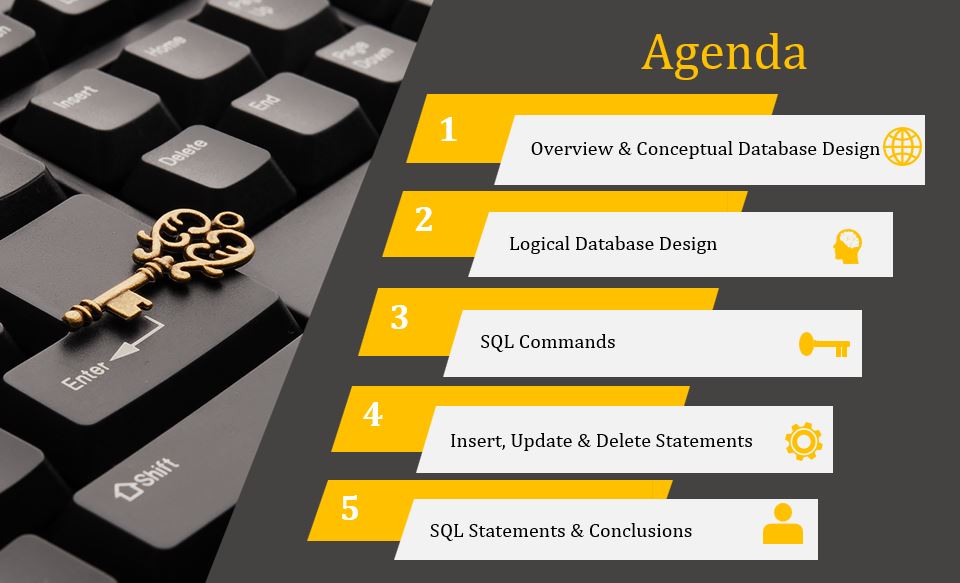 Page
Up
Home
Page
Down
Insert
End
Delete
Enter
Shift
Agenda
1
Overview & Conceptual Database Design
2
Logical Database Design
3
SQL Commands
4
Insert, Update & Delete Statements
5
SQL Statements & Conclusions